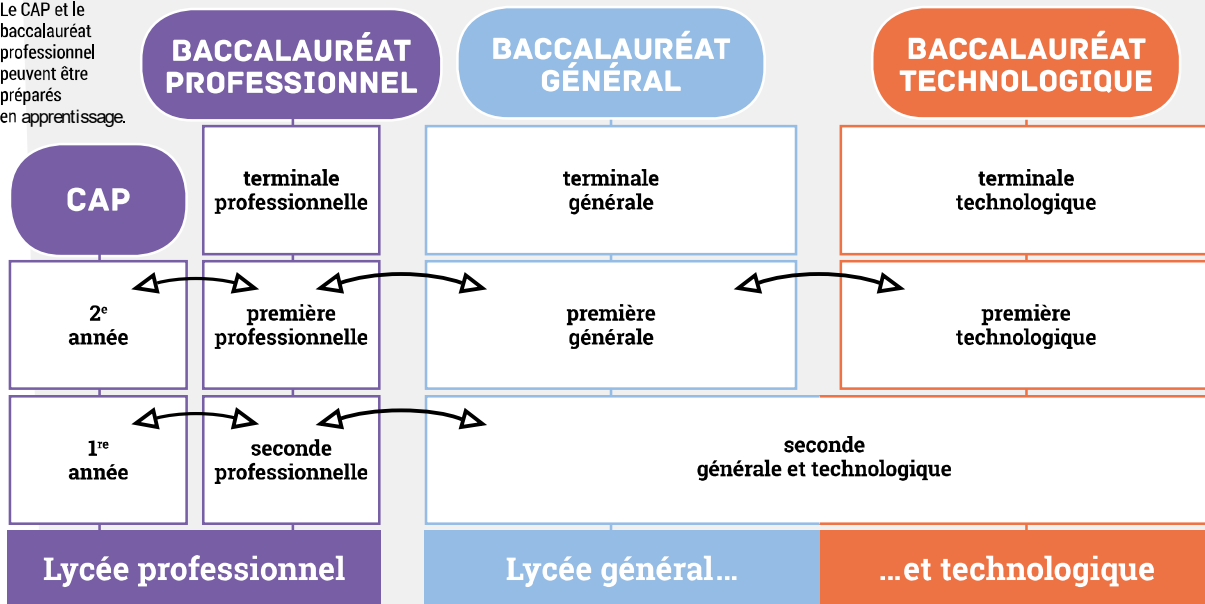 Le CAP et le
baccalauréat
professionnel
peuvent être
préparés
en apprentissage.
BACCALAURÉAT
PROFESSIONNEL
BACCALAURÉAT
GÉNÉRAL
BACCALAURÉAT
TECHNOLOGIQUE
CAP
terminale
professionnelle
terminale
générale
terminale
technologique
2e
année
première
professionnelle
première
générale
première
technologique
1re
année
seconde
professionnelle
seconde
générale et technologique
Lycée professionnel
Lycée général...
...et technologique